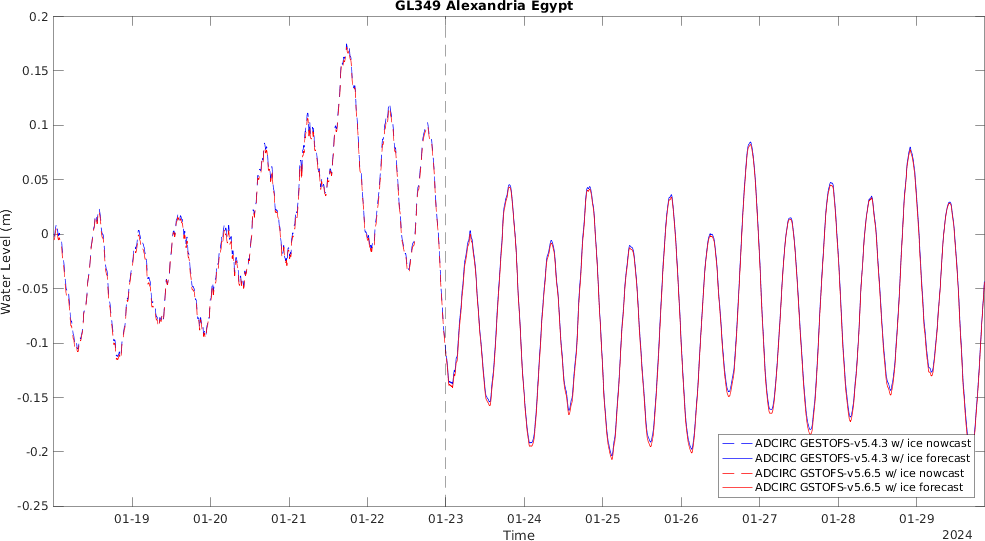 GL349 Alexandria Egypt
0.2
0.15
0.1
0.05
0
-0.05
-0.1
-0.15
-0.2
-0.25
Water Level (m)
01-19 01-20 01-21 01-22 01-23 01-24 01-25 01-26 01-27 01-28 01-29
Time
2024
ADCIRC GESTOFS-v5.4.3 w/ ice nowcast
ADCIRC GESTOFS-v5.4.3 w/ ice forecast
ADCIRC GSTOFS-v5.6.5 w/ ice nowcast
ADCIRC GSTOFS-v5.6.5 w/ ice forecast